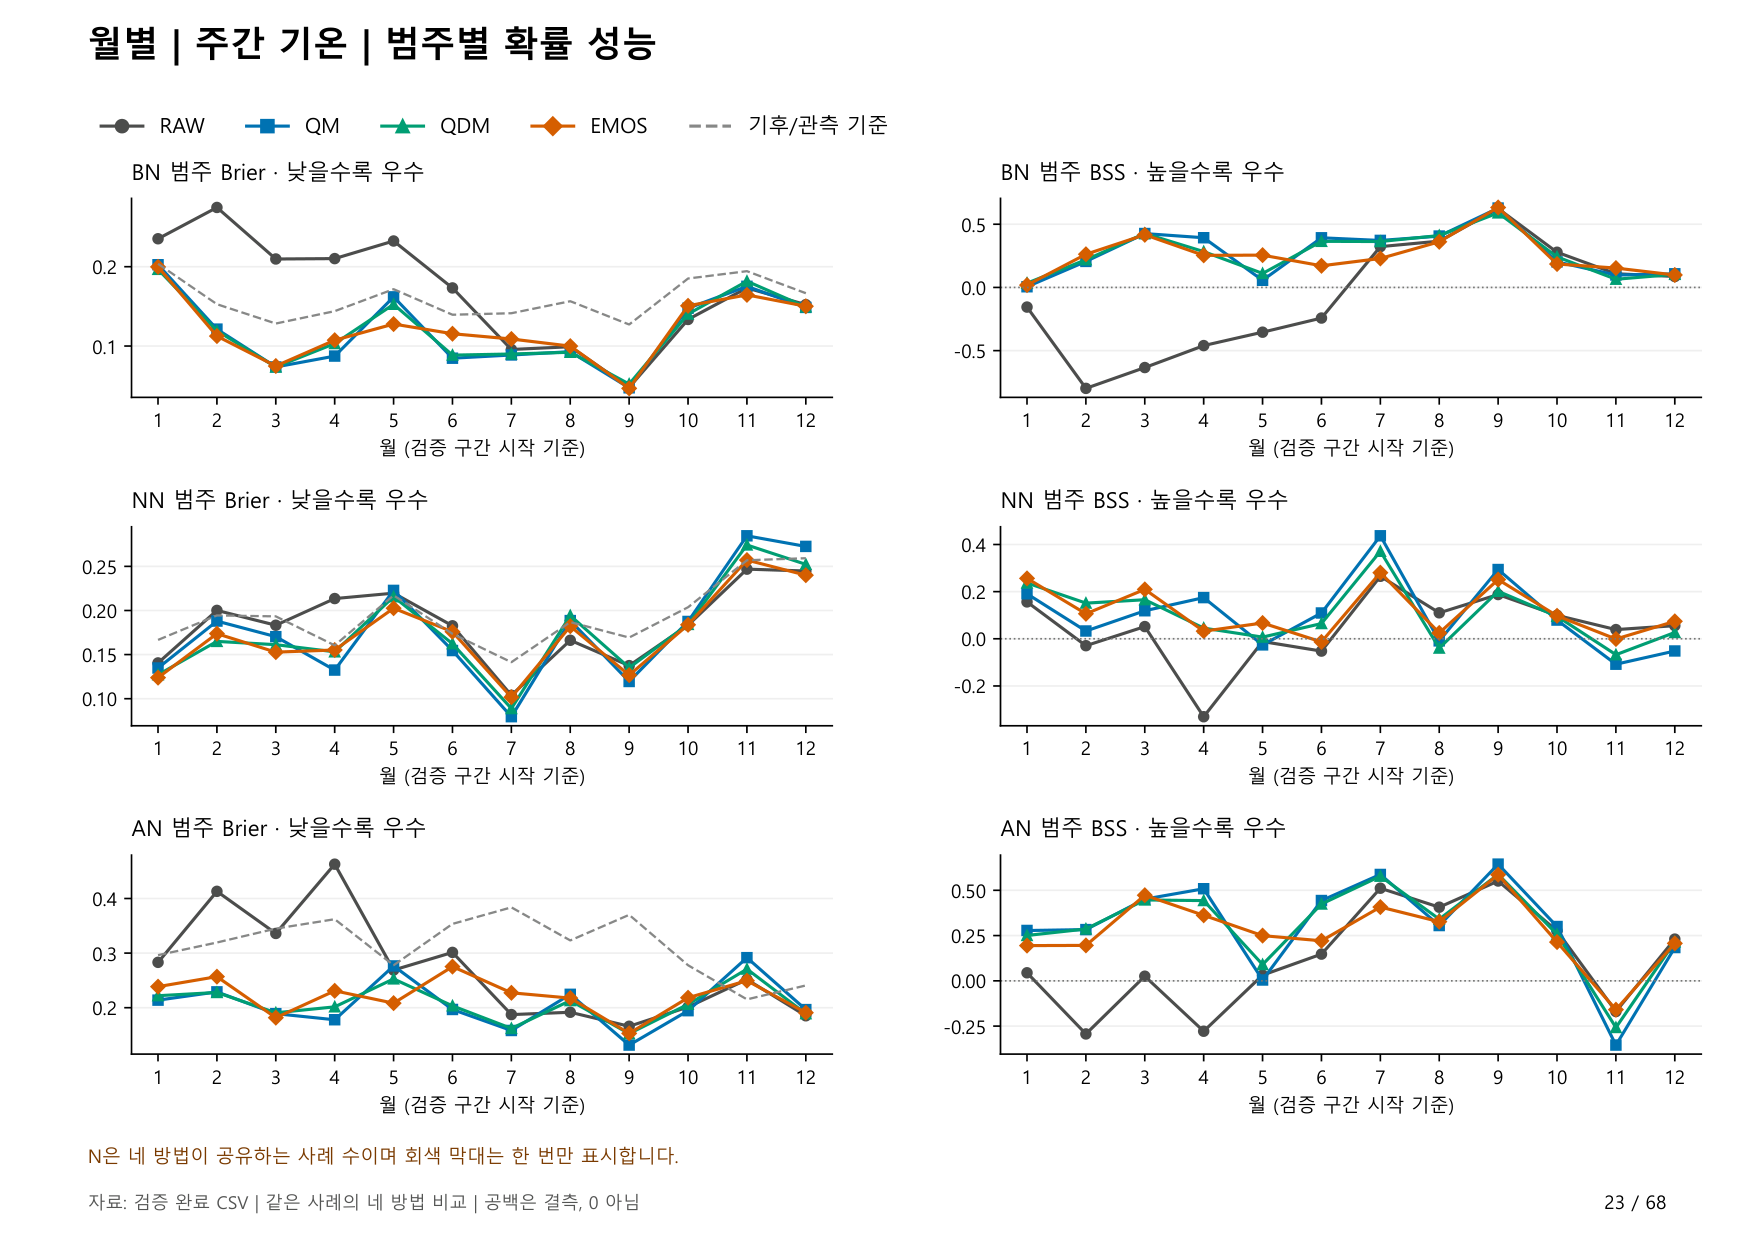 월별 | 주간 기온 | 범주별 확률 성능
RAW QM QDM EMOS 기후/관측 기준
BN 범주 Brier · 낮을수록 우수
0.2
0.1
1 2 3 4 5 6 7 8 9 10 11 12
월 (검증 구간 시작 기준)
BN 범주 BSS · 높을수록 우수
0.5
0.0
-0.5
1 2 3 4 5 6 7 8 9 10 11 12
월 (검증 구간 시작 기준)
NN 범주 Brier · 낮을수록 우수
0.25
0.20
0.15
0.10
1 2 3 4 5 6 7 8 9 10 11 12
월 (검증 구간 시작 기준)
NN 범주 BSS · 높을수록 우수
0.4
0.2
0.0
-0.2
1 2 3 4 5 6 7 8 9 10 11 12
월 (검증 구간 시작 기준)
AN 범주 Brier · 낮을수록 우수
0.4
0.3
0.2
1 2 3 4 5 6 7 8 9 10 11 12
월 (검증 구간 시작 기준)
AN 범주 BSS · 높을수록 우수
0.50
0.25
0.00
-0.25
1 2 3 4 5 6 7 8 9 10 11 12
월 (검증 구간 시작 기준)
N은 네 방법이 공유하는 사례 수이며 회색 막대는 한 번만 표시합니다.
자료: 검증 완료 CSV | 같은 사례의 네 방법 비교 | 공백은 결측, 0 아님
23 / 68